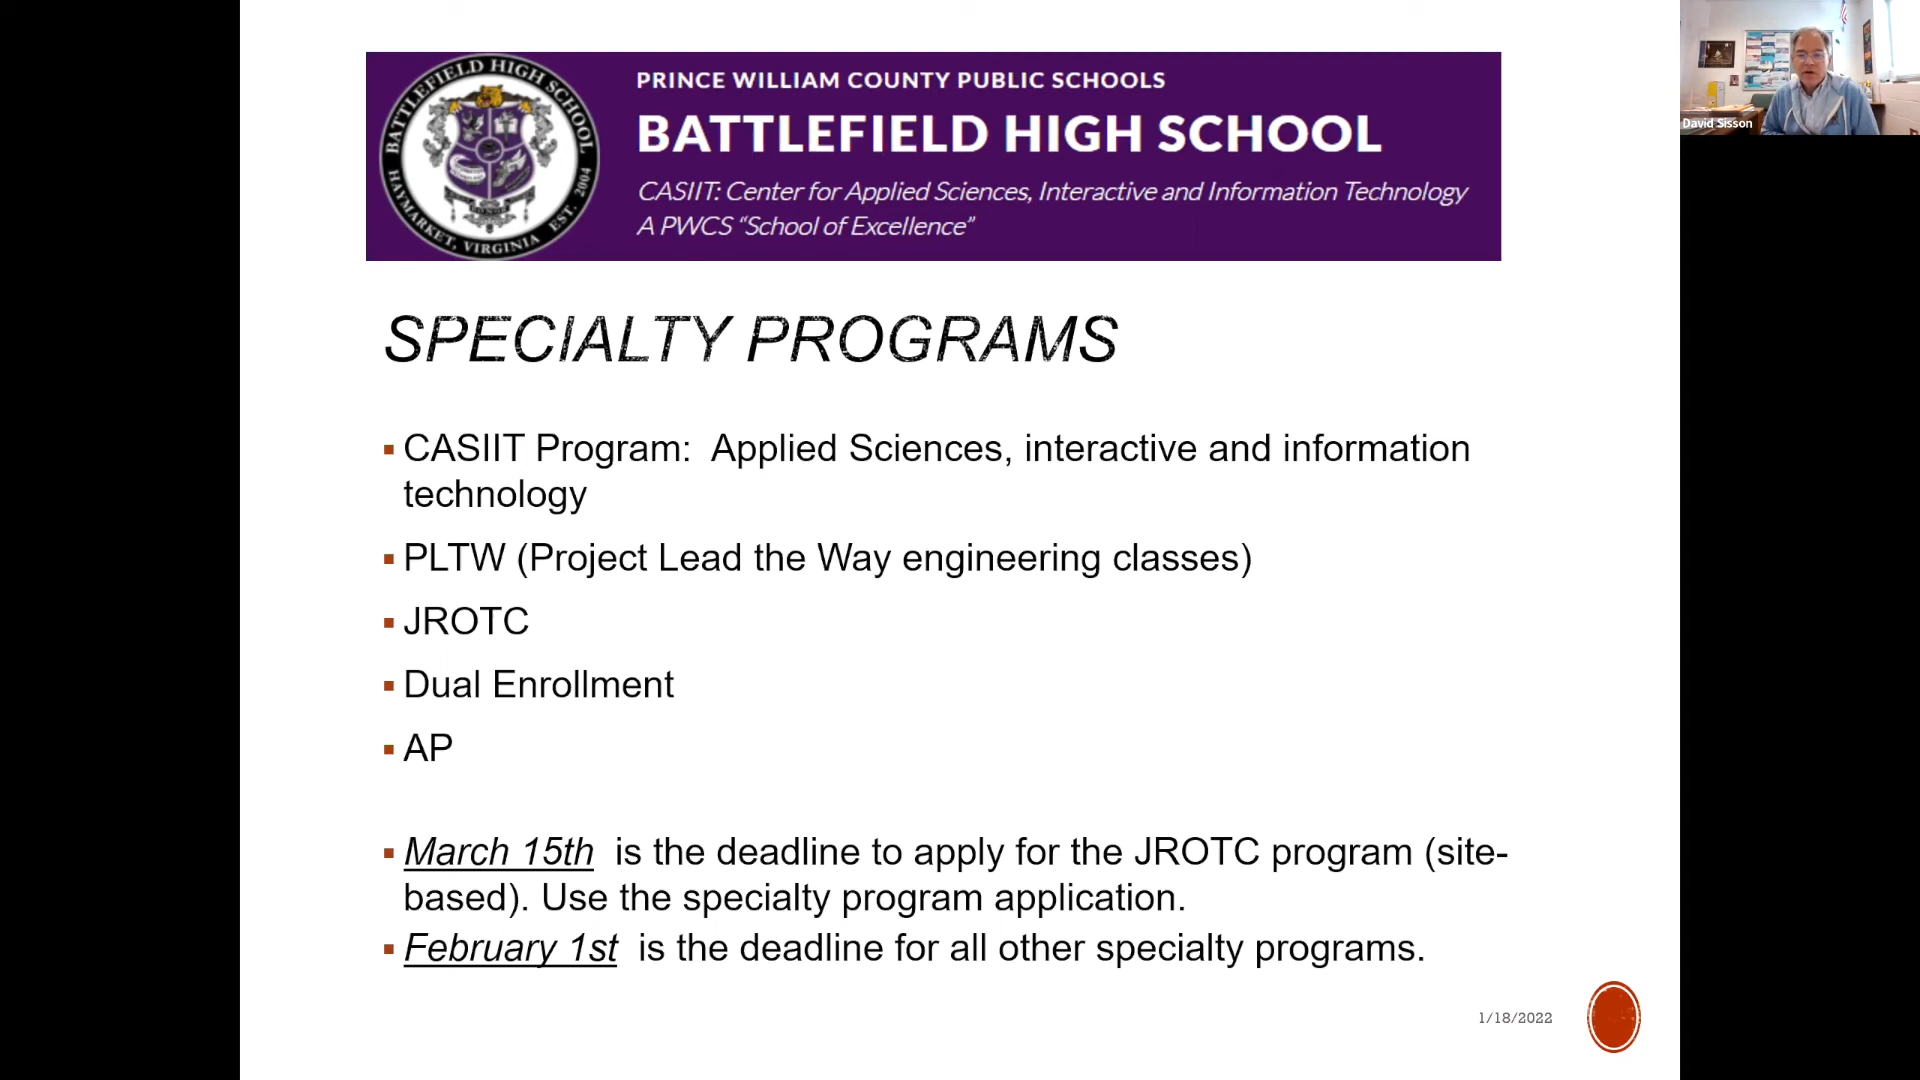 BATTLEFIELD HIGH SCHOOL
HAYMARKET, VIRGINIA EST. 2004
PRINCE WILLIAM COUNTY PUBLIC SCHOOLS
BATTLEFIELD HIGH SCHOOL
CASIIT: Center for Applied Sciences, Interactive and Information Technology
A PWCS “School of Excellence”
David Sisson
SPECIALTY PROGRAMS
▪ CASIIT Program:  Applied Sciences, interactive and information
technology
▪ PLTW (Project Lead the Way engineering classes)
▪ JROTC
▪ Dual Enrollment
▪ AP
▪ March 15th  is the deadline to apply for the JROTC program (site-
based). Use the specialty program application.
▪ February 1st  is the deadline for all other specialty programs.
1/18/2022